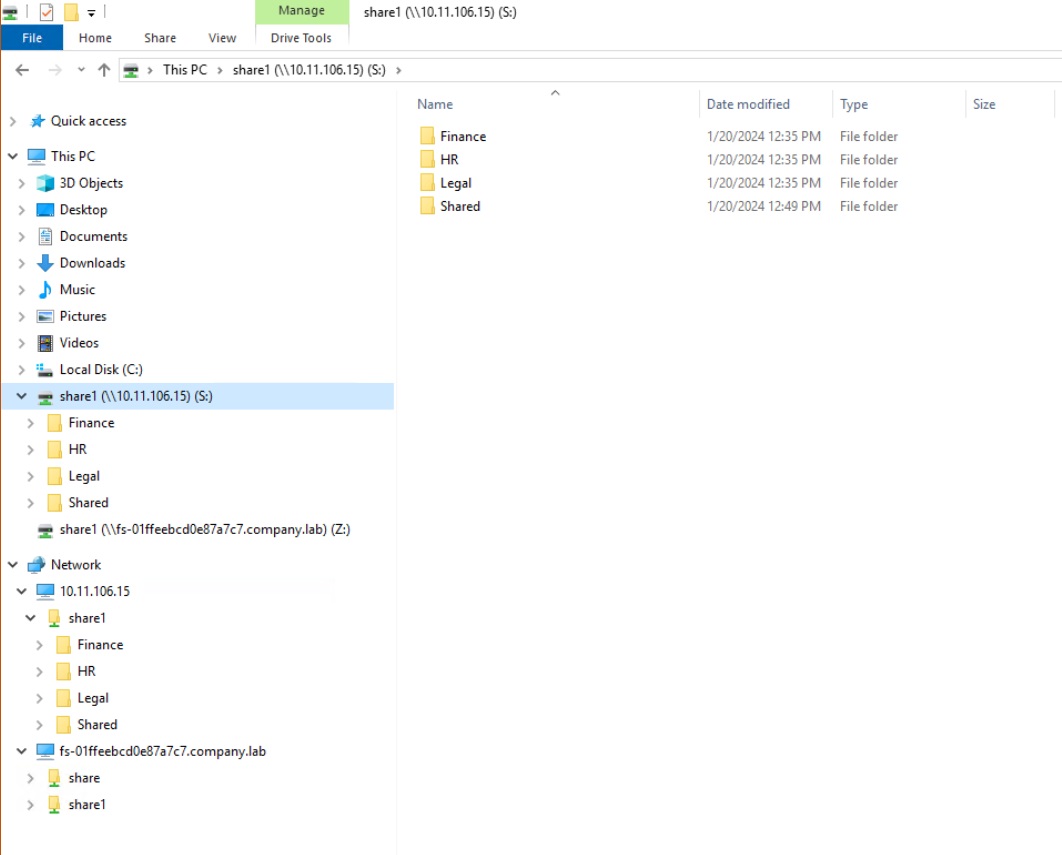 Manage share1 (\\10.11.106.15) (S:)
File Home Share View Drive Tools
This PC share1 (\\10.11.106.15) (S:)
Name Date modified Type Size
Quick access
This PC
3D Objects
Desktop
Documents
Downloads
Music
Pictures
Videos
Local Disk (C:)
share1 (\\10.11.106.15) (S:)
Finance
HR
Legal
Shared
share1 (\\fs-01ffeebcd0e87a7c7.company.lab) (Z:)
Network
10.11.106.15
share1
Finance
HR
Legal
Shared
fs-01ffeebcd0e87a7c7.company.lab
share
share1
Finance 1/20/2024 12:35 PM File folder
HR 1/20/2024 12:35 PM File folder
Legal 1/20/2024 12:35 PM File folder
Shared 1/20/2024 12:49 PM File folder